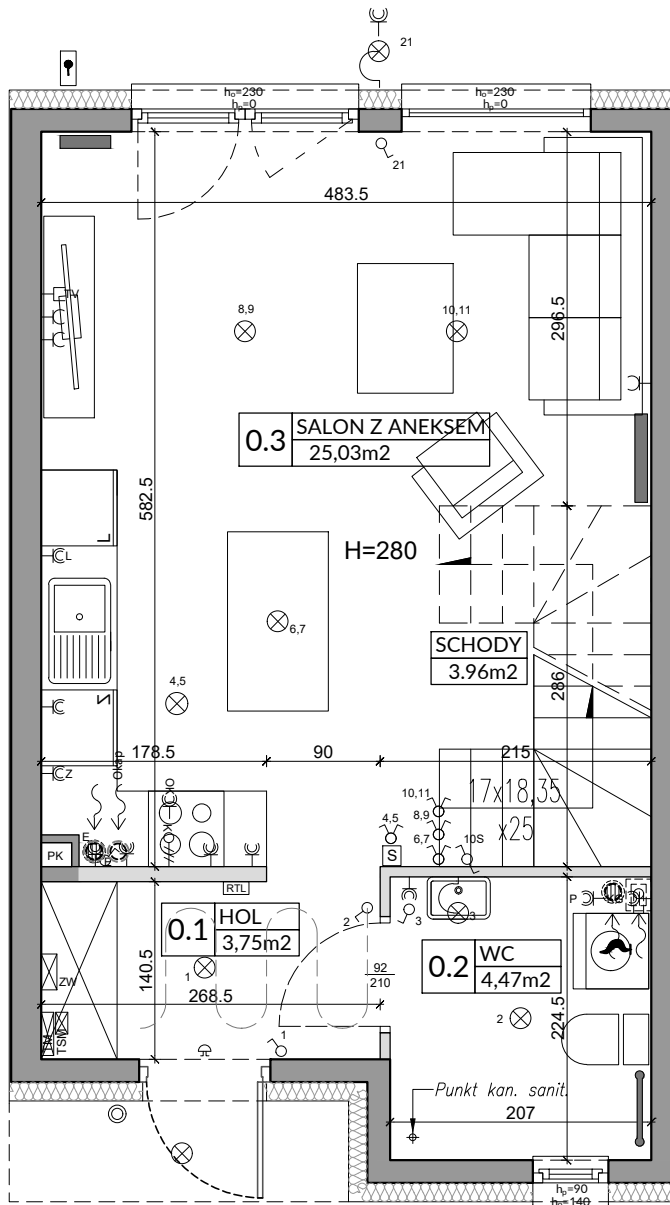 21
hₒ=230
hₚ=0
hₒ=230
hₚ=0
21
483.5
TV
8,9
10,11
296.5
0.3 SALON Z ANEKSEM
25,03m2
582.5
L
L
H=280
6,7
SCHODY
3.96m2
4,5
286
N
Z
178.5
90
215
Okap
17x18,35
x25
10,11
8,9
6,7
4,5
10S
S
E
PK
RTL
0.1 HOL
3,75m2
2
3
3
P
0.2 WC
4,47m2
92
210
140.5
ZW
1
268.5
TM
TSM
1
2
224.5
Punkt kan. sanit.
207
hₚ=90
hₒ=140